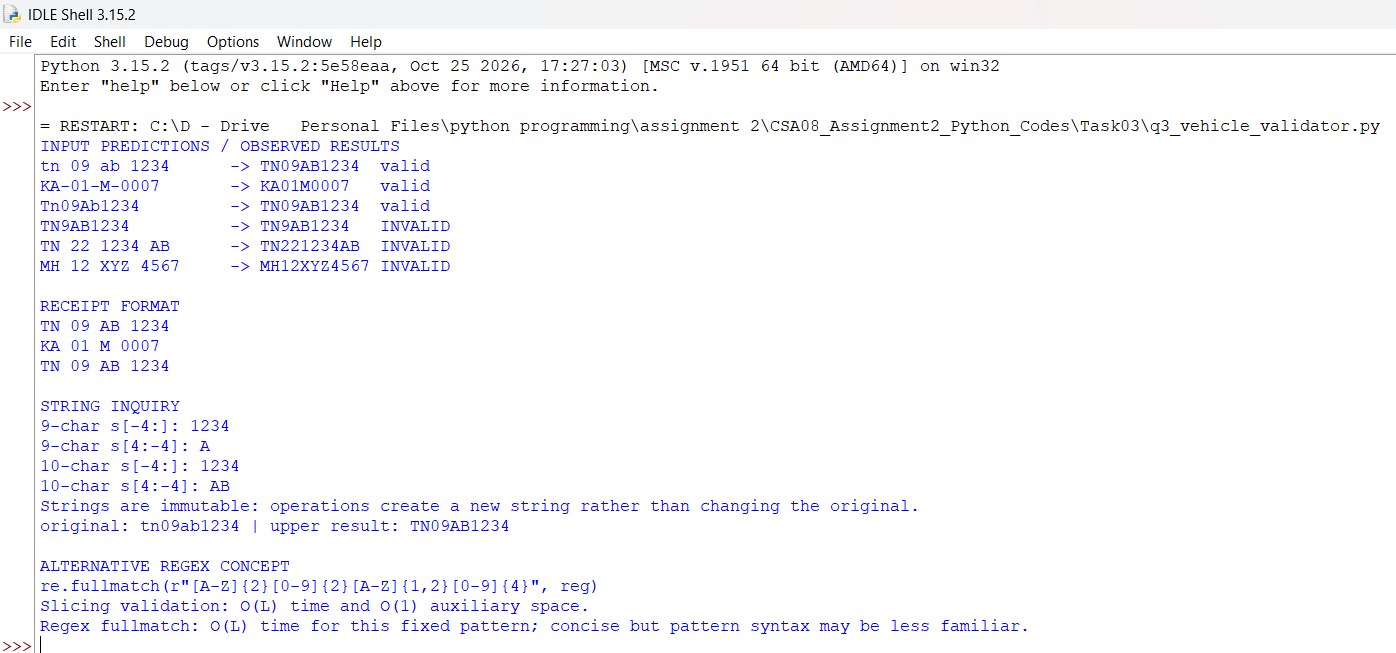 IDLE Shell 3.15.2
File Edit Shell Debug Options Window Help
Python 3.15.2 (tags/v3.15.2:5e58eaa, Oct 25 2026, 17:27:03) [MSC v.1951 64 bit (AMD64)] on win32
Enter "help" below or click "Help" above for more information.
>>>
= RESTART: C:\D - Drive   Personal Files\python programming\assignment 2\CSA08_Assignment2_Python_Codes\Task03\q3_vehicle_validator.py
INPUT PREDICTIONS / OBSERVED RESULTS
tn 09 ab 1234      -> TN09AB1234  valid
KA-01-M-0007       -> KA01M0007   valid
Tn09Ab1234         -> TN09AB1234  valid
TN9AB1234          -> TN9AB1234   INVALID
TN 22 1234 AB      -> TN221234AB  INVALID
MH 12 XYZ 4567     -> MH12XYZ4567 INVALID
RECEIPT FORMAT
TN 09 AB 1234
KA 01 M 0007
TN 09 AB 1234
STRING INQUIRY
9-char s[-4:]: 1234
9-char s[4:-4]: A
10-char s[-4:]: 1234
10-char s[4:-4]: AB
Strings are immutable: operations create a new string rather than changing the original.
original: tn09ab1234 | upper result: TN09AB1234
ALTERNATIVE REGEX CONCEPT
re.fullmatch(r"[A-Z]{2}[0-9]{2}[A-Z]{1,2}[0-9]{4}", reg)
Slicing validation: O(L) time and O(1) auxiliary space.
Regex fullmatch: O(L) time for this fixed pattern; concise but pattern syntax may be less familiar.
>>>